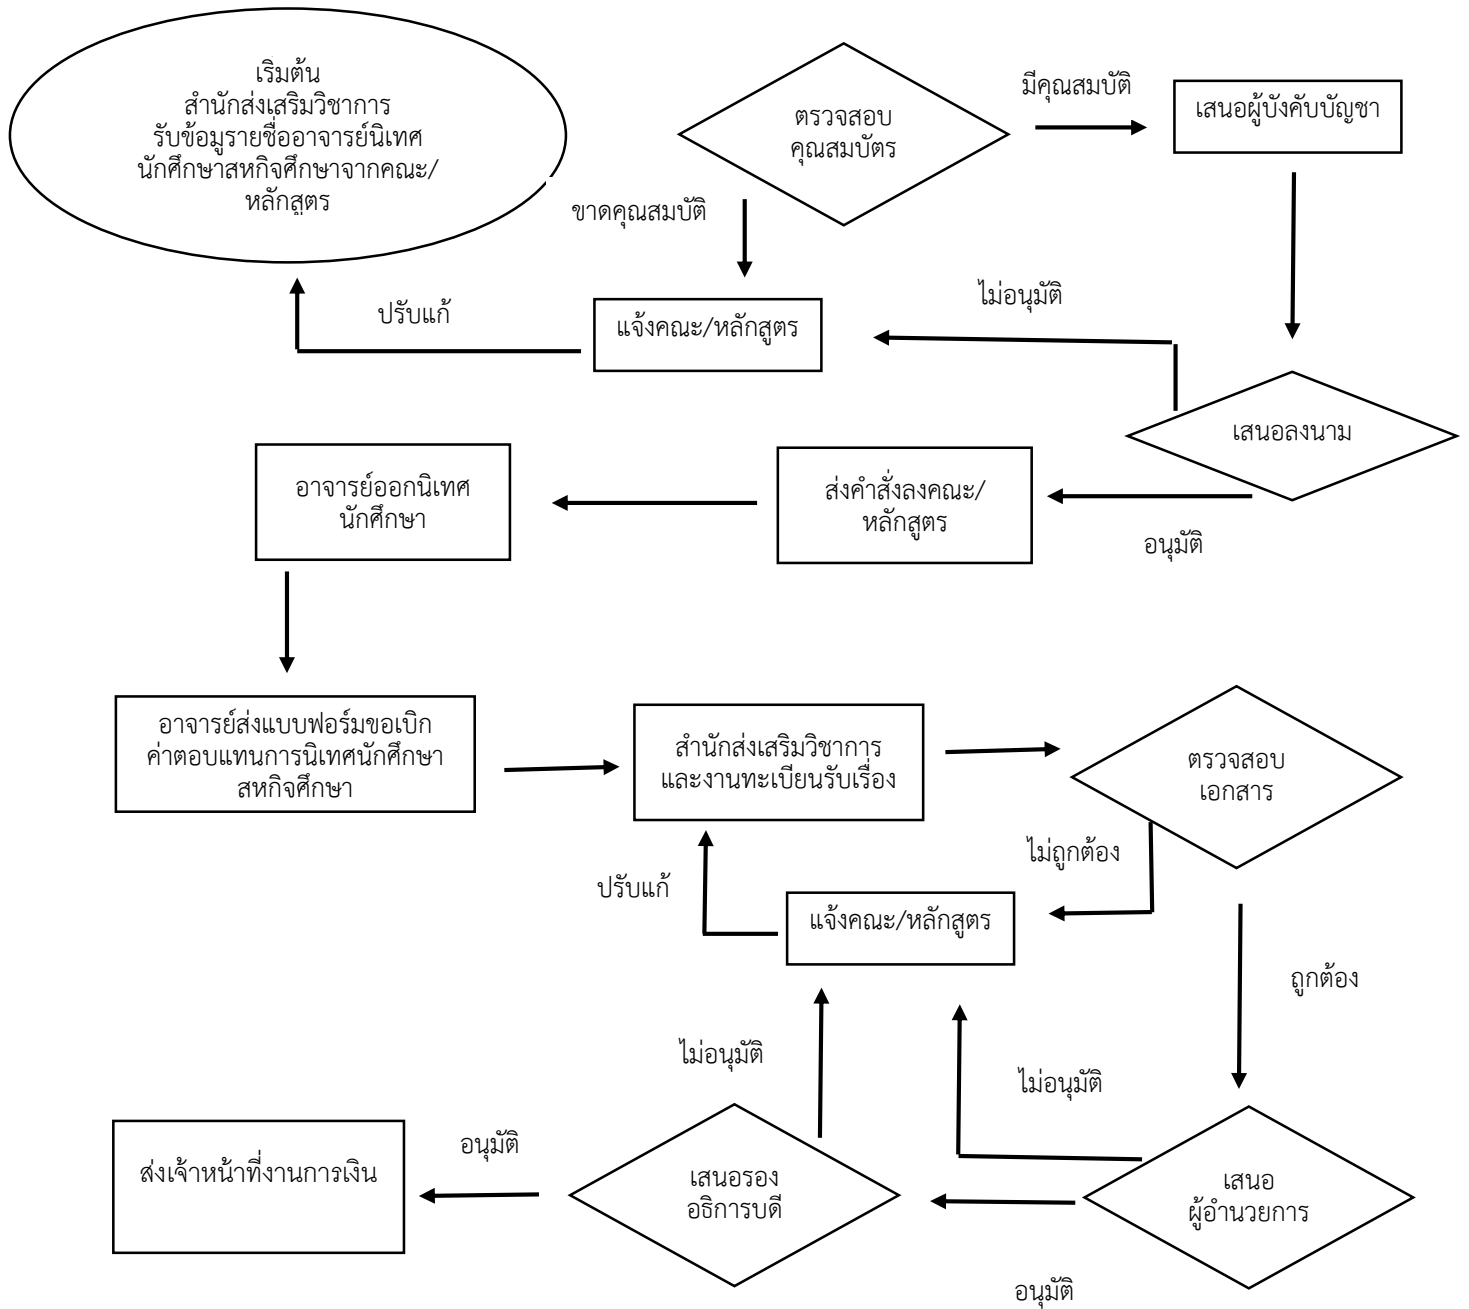 เริ่มต้น
สำนักส่งเสริมวิชาการ
รับข้อมูรายชื่ออาจารย์นิเทศ
นักศึกษาสหกิจศึกษาจากคณะ/
หลักสูตร
ตรวจสอบ
คุณสมบัตร
มีคุณสมบัติ
เสนอผู้บังคับบัญชา
ขาดคุณสมบัติ
ปรับแก้
แจ้งคณะ/หลักสูตร
ไม่อนุมัติ
เสนอลงนาม
อาจารย์ออกนิเทศ
นักศึกษา
ส่งคำสั่งลงคณะ/
หลักสูตร
อนุมัติ
อาจารย์ส่งแบบฟอร์มขอเบิก
ค่าตอบแทนการนิเทศนักศึกษา
สหกิจศึกษา
สำนักส่งเสริมวิชาการ
และงานทะเบียนรับเรื่อง
ตรวจสอบ
เอกสาร
ไม่ถูกต้อง
ปรับแก้
แจ้งคณะ/หลักสูตร
ถูกต้อง
ไม่อนุมัติ
ไม่อนุมัติ
ส่งเจ้าหน้าที่งานการเงิน
อนุมัติ
เสนอรอง
อธิการบดี
เสนอ
ผู้อำนวยการ
อนุมัติ